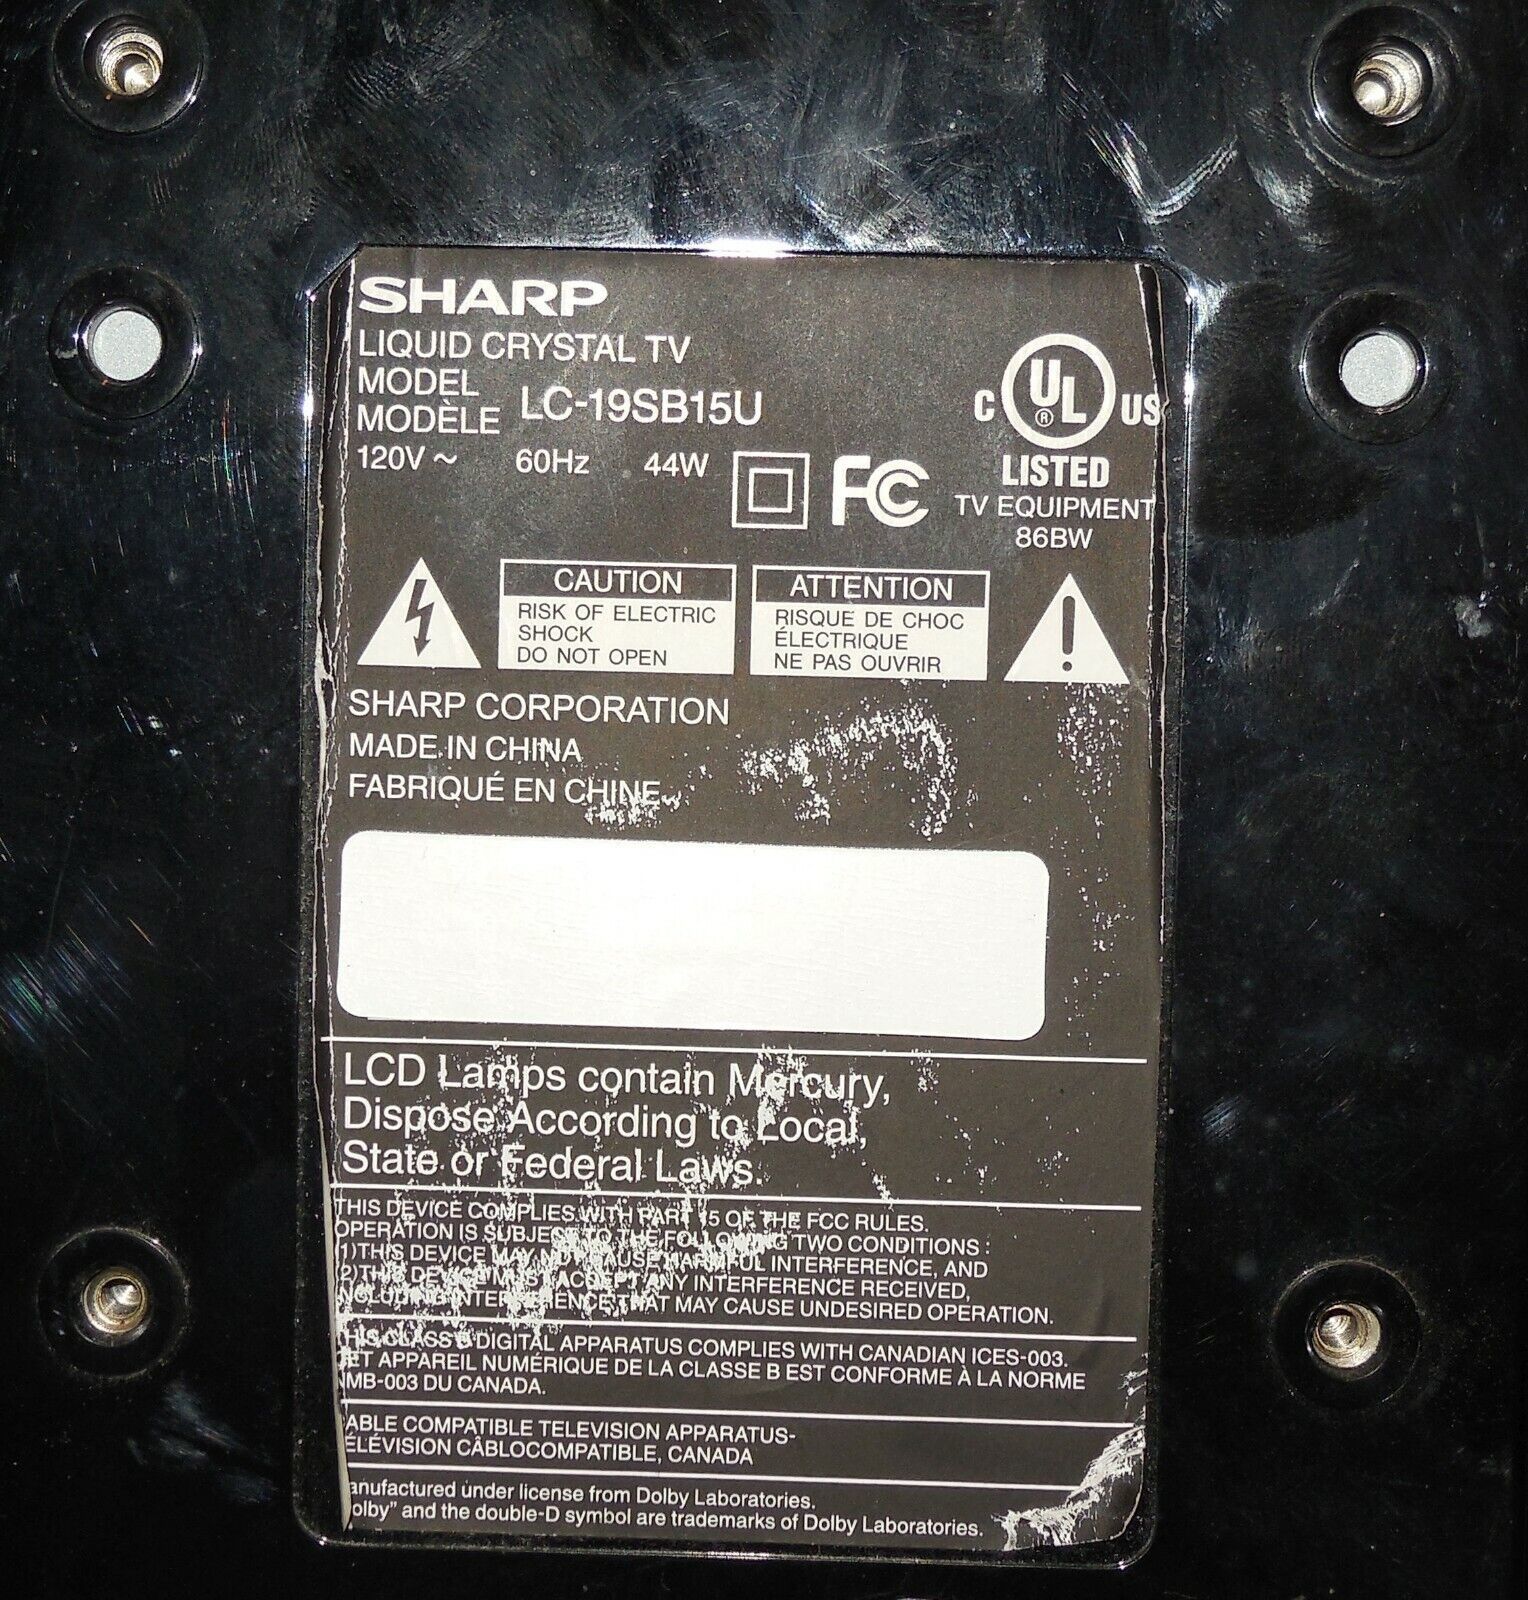 SHARP
LIQUID CRYSTAL TV
MODEL
MODÈLE LC-19SB15U
120V ~ 60Hz 44W
FC
C UL ® US
LISTED
TV EQUIPMENT
86BW
CAUTION
RISK OF ELECTRIC
SHOCK
DO NOT OPEN
ATTENTION
RISQUE DE CHOC
ÉLECTRIQUE
NE PAS OUVRIR
SHARP CORPORATION
MADE IN CHINA
FABRIQUÉ EN CHINE
LCD Lamps contain Mercury,
Dispose According to Local,
State or Federal Laws.
THIS DEVICE COMPLIES WITH PART 15 OF THE FCC RULES.
OPERATION IS SUBJECT TO THE FOLLOWING TWO CONDITIONS :
(1)THIS DEVICE MAY NOT CAUSE HARMFUL INTERFERENCE, AND
(2)THIS DEVICE MUST ACCEPT ANY INTERFERENCE RECEIVED,
INCLUDING INTERFERENCE THAT MAY CAUSE UNDESIRED OPERATION.
THIS CLASS B DIGITAL APPARATUS COMPLIES WITH CANADIAN ICES-003.
ET APPAREIL NUMÉRIQUE DE LA CLASSE B EST CONFORME À LA NORME
NMB-003 DU CANADA.
ABLE COMPATIBLE TELEVISION APPARATUS-
ÉLÉVISION CÂBLOCOMPATIBLE, CANADA
anufactured under license from Dolby Laboratories.
olby" and the double-D symbol are trademarks of Dolby Laboratories.